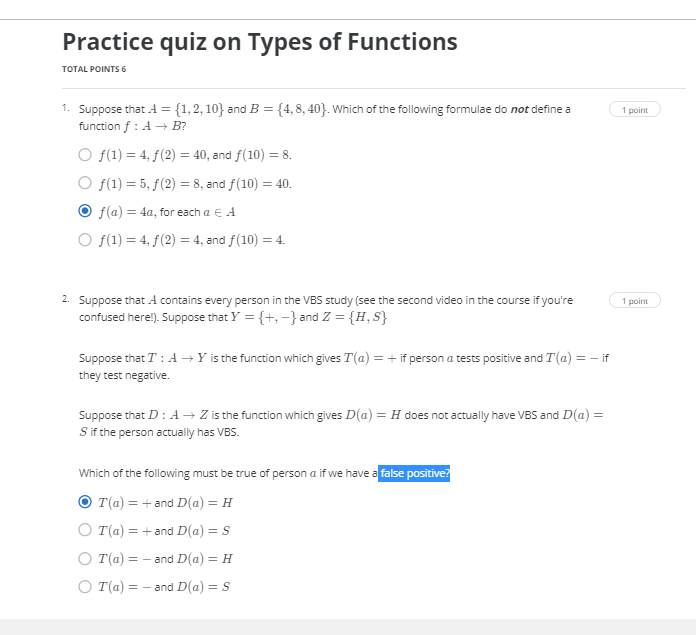 Practice quiz on Types of Functions
TOTAL POINTS 6
1. Suppose that A = {1, 2, 10} and B = {4, 8, 40}. Which of the following formulae do not define a
1 point
function f : A → B?
f(1) = 4, f(2) = 40, and f(10) = 8.
f(1) = 5, f(2) = 8, and f(10) = 40.
f(a) = 4a, for each a ∈ A
f(1) = 4, f(2) = 4, and f(10) = 4.
2. Suppose that A contains every person in the VBS study (see the second video in the course if you're
1 point
confused here!). Suppose that Y = {+, −} and Z = {H, S}
Suppose that T : A → Y is the function which gives T(a) = + if person a tests positive and T(a) = − if
they test negative.
Suppose that D : A → Z is the function which gives D(a) = H does not actually have VBS and D(a) =
S if the person actually has VBS.
Which of the following must be true of person a if we have a false positive?
T(a) = + and D(a) = H
T(a) = + and D(a) = S
T(a) = − and D(a) = H
T(a) = − and D(a) = S